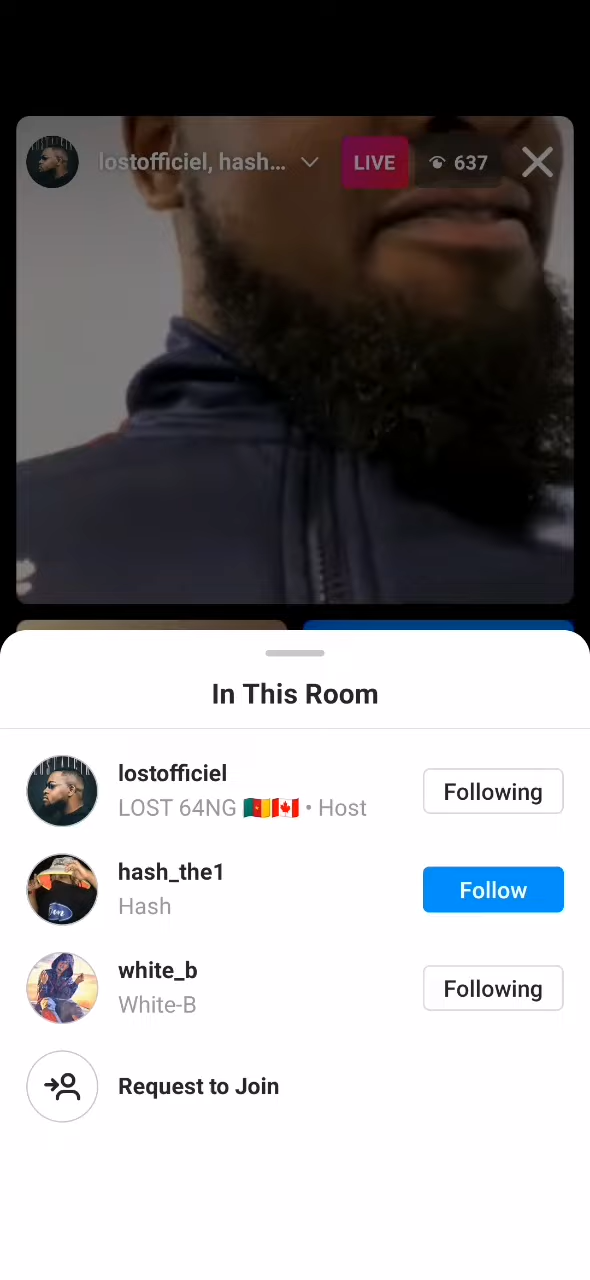 lostofficiel, hash...
LIVE
637
In This Room
lostofficiel
LOST 64NG 🇨🇲🇨🇦 • Host
Following
hash_the1
Hash
Follow
white_b
White-B
Following
Request to Join